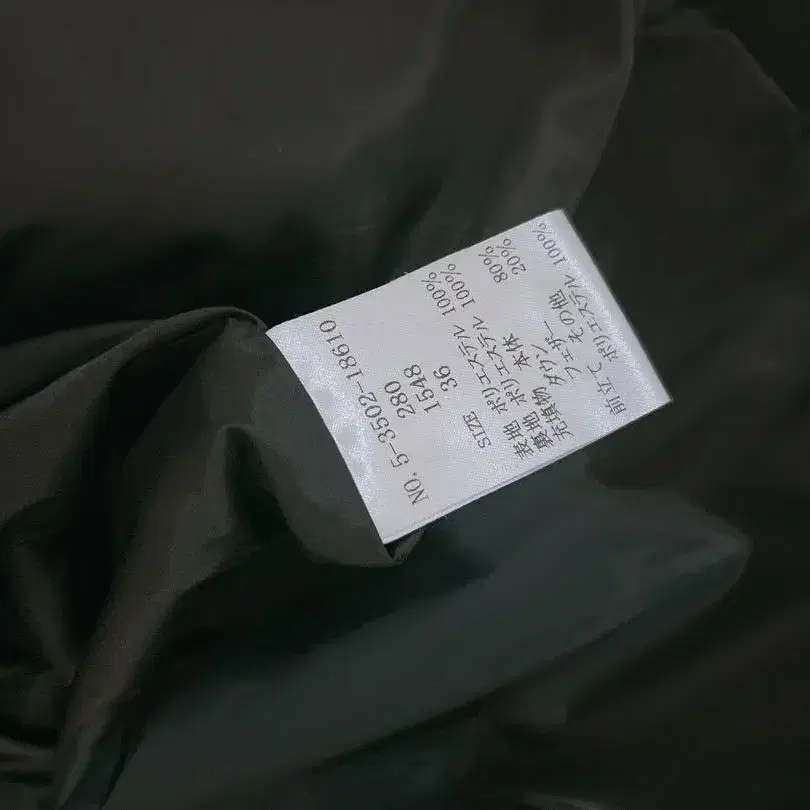 NO. 5-3502-18610
280
1548
SIZE 36
表地 ポリエステル 100%
裏地 ポリエステル 100%
充填物 本体
ダウン 80%
フェザー 20%
その他
前立て ポリエステル 100%